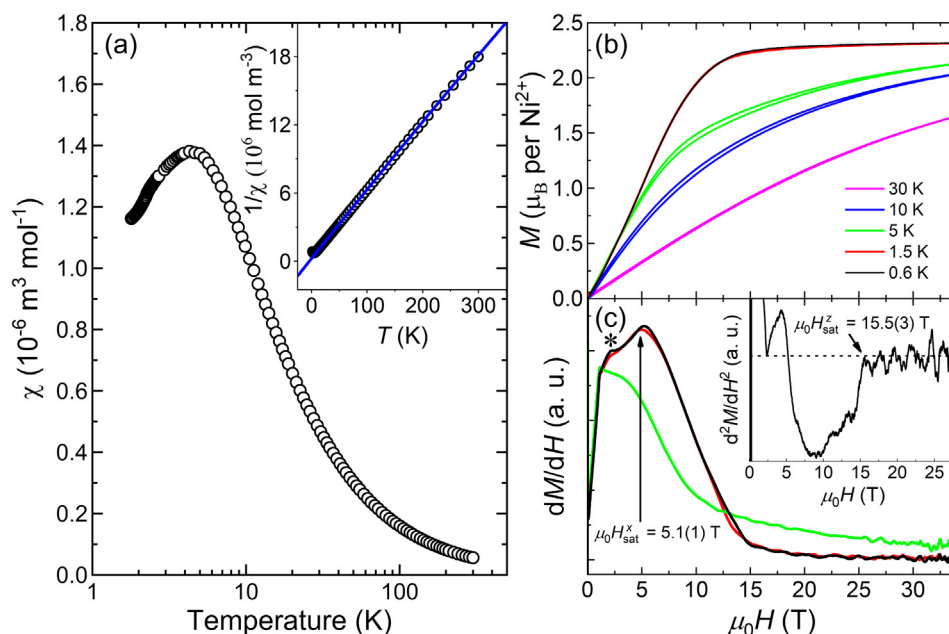 (a)
1.8
1.6
1.4
1.2
1.0
0.8
0.6
0.4
0.2
0.0
χ (10⁻⁶ m³ mol⁻¹)
1
10
100
Temperature (K)
18
12
6
0
1/χ (10⁶ mol m⁻³)
0
100
200
300
T (K)
(b)
2.5
2.0
1.5
1.0
0.5
0.0
M (μB per Ni²⁺)
30 K
10 K
5 K
1.5 K
0.6 K
(c)
*
dM/dH (a. u.)
μ₀Hˣsat = 5.1(1) T
0
5
10
15
20
25
30
μ₀H (T)
μ₀Hᶻsat = 15.5(3) T
d²M/dH² (a. u.)
0
5
10
15
20
25
μ₀H (T)